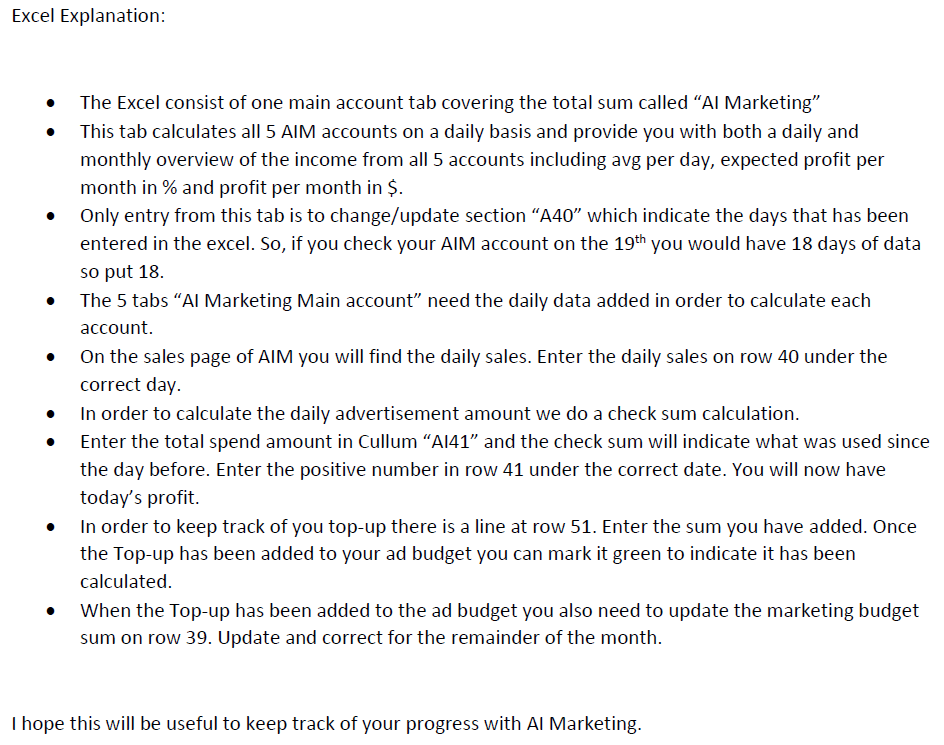 Excel Explanation:
• The Excel consist of one main account tab covering the total sum called “AI Marketing”
• This tab calculates all 5 AIM accounts on a daily basis and provide you with both a daily and
monthly overview of the income from all 5 accounts including avg per day, expected profit per
month in % and profit per month in $.
• Only entry from this tab is to change/update section “A40” which indicate the days that has been
entered in the excel. So, if you check your AIM account on the 19th you would have 18 days of data
so put 18.
• The 5 tabs “AI Marketing Main account” need the daily data added in order to calculate each
account.
• On the sales page of AIM you will find the daily sales. Enter the daily sales on row 40 under the
correct day.
• In order to calculate the daily advertisement amount we do a check sum calculation.
• Enter the total spend amount in Cullum “AI41” and the check sum will indicate what was used since
the day before. Enter the positive number in row 41 under the correct date. You will now have
today’s profit.
• In order to keep track of you top-up there is a line at row 51. Enter the sum you have added. Once
the Top-up has been added to your ad budget you can mark it green to indicate it has been
calculated.
• When the Top-up has been added to the ad budget you also need to update the marketing budget
sum on row 39. Update and correct for the remainder of the month.
I hope this will be useful to keep track of your progress with AI Marketing.